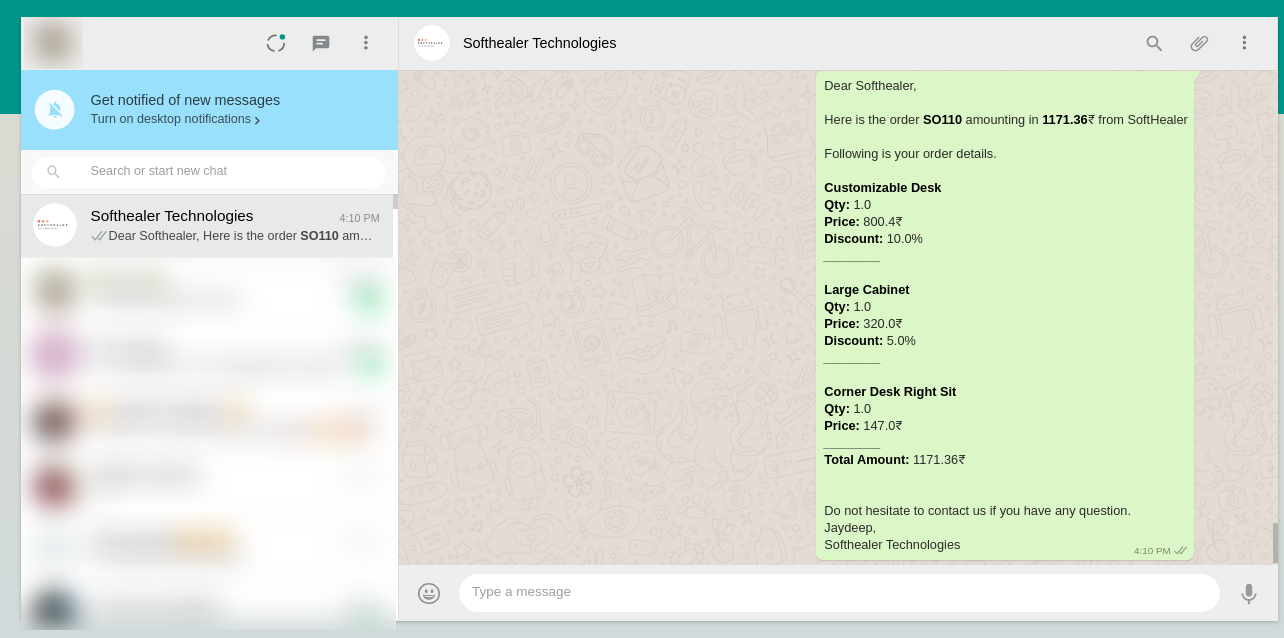 Softhealer Technologies
Get notified of new messages
Turn on desktop notifications >
Search or start new chat
Softhealer Technologies
4:10 PM
Dear Softhealer, Here is the order SO110 am…
Dear Softhealer,
Here is the order SO110 amounting in 1171.36₹ from SoftHealer
Following is your order details.
Customizable Desk
Qty: 1.0
Price: 800.4₹
Discount: 10.0%
________
Large Cabinet
Qty: 1.0
Price: 320.0₹
Discount: 5.0%
________
Corner Desk Right Sit
Qty: 1.0
Price: 147.0₹
________
Total Amount: 1171.36₹
Do not hesitate to contact us if you have any question.
Jaydeep,
Softhealer Technologies
4:10 PM
Type a message